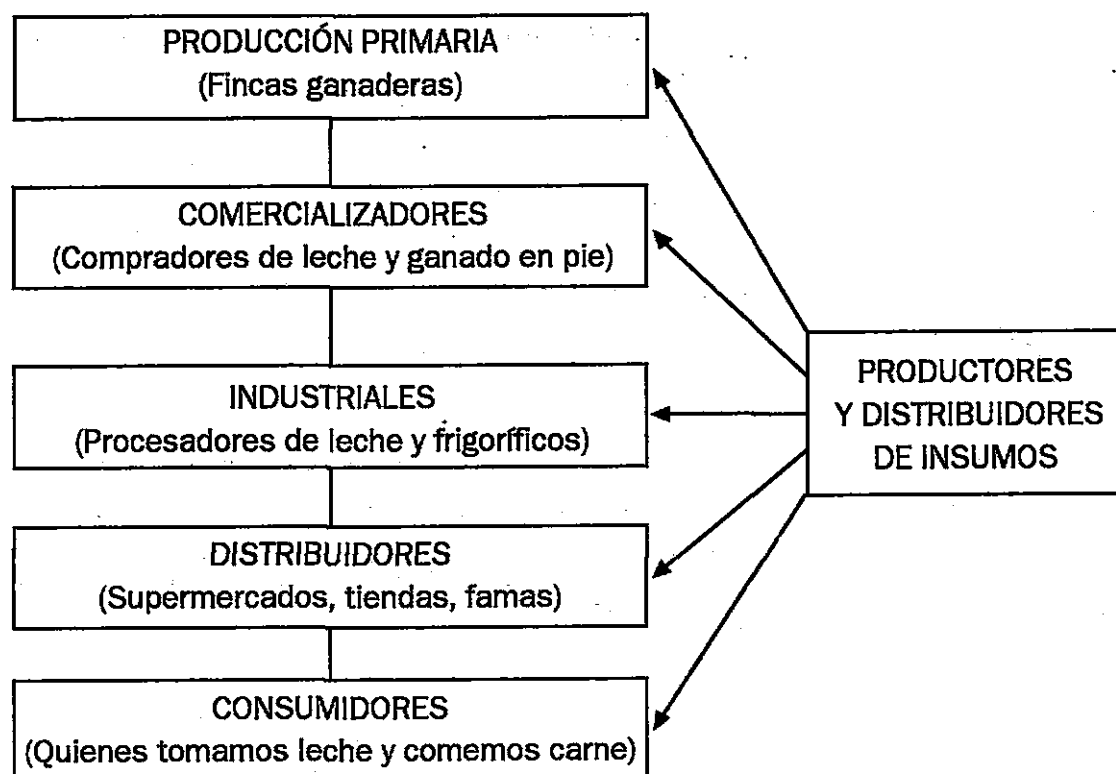 PRODUCCIÓN PRIMARIA
(Fincas ganaderas)
COMERCIALIZADORES
(Compradores de leche y ganado en pie)
INDUSTRIALES
(Procesadores de leche y frigoríficos)
DISTRIBUIDORES
(Supermercados, tiendas, famas)
CONSUMIDORES
(Quienes tomamos leche y comemos carne)
PRODUCTORES
Y DISTRIBUIDORES
DE INSUMOS